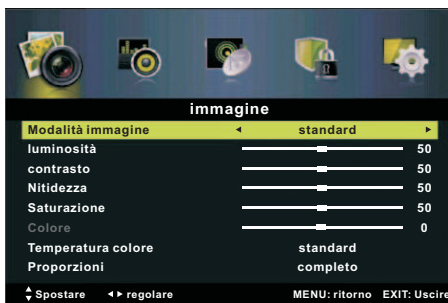 immagine
Modalità immagine standard
luminosità 50
contrasto 50
Nitidezza 50
Saturazione 50
Colore 0
Temperatura colore standard
Proporzioni completo
Spostare regolare MENU: ritorno EXIT: Uscire